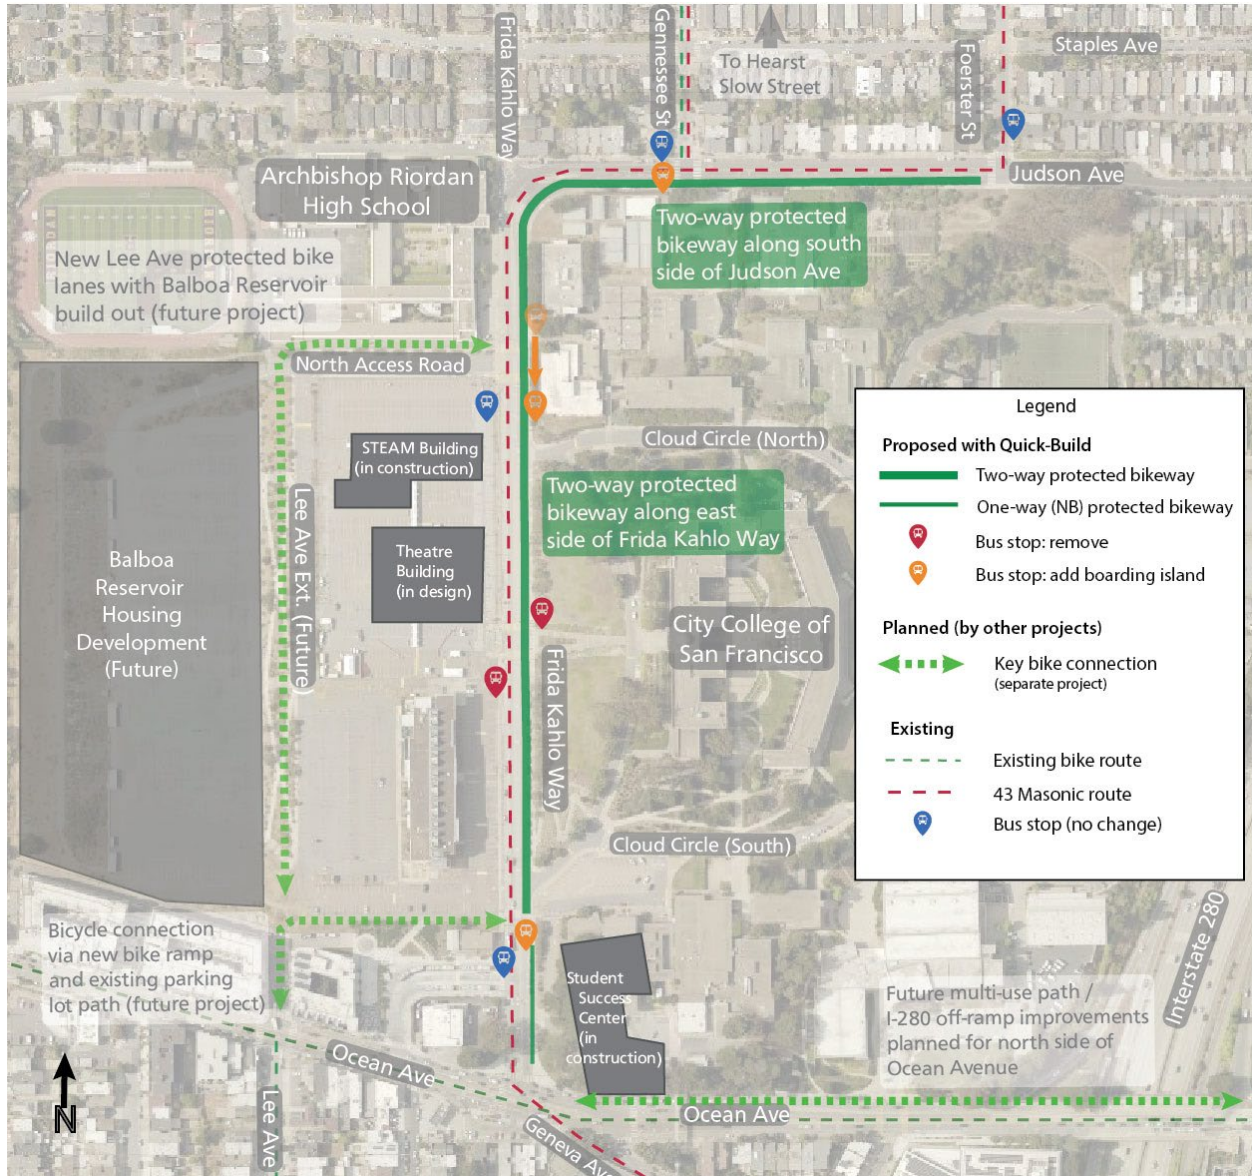 Frida Kahlo Way
Gennessee St
To Hearst
Slow Street
Foerster St
Staples Ave
Judson Ave
Archbishop Riordan
High School
Two-way protected
bikeway along south
side of Judson Ave
New Lee Ave protected bike
lanes with Balboa Reservoir
build out (future project)
North Access Road
Cloud Circle (North)
STEAM Building
(in construction)
Two-way protected
bikeway along east
side of Frida Kahlo Way
Lee Ave Ext. (Future)
Theatre
Building
(in design)
Balboa
Reservoir
Housing
Development
(Future)
City College of
San Francisco
Frida Kahlo Way
Cloud Circle (South)
Legend
Proposed with Quick-Build
Two-way protected bikeway
One-way (NB) protected bikeway
Bus stop: remove
Bus stop: add boarding island
Planned (by other projects)
Key bike connection
(separate project)
Existing
Existing bike route
43 Masonic route
Bus stop (no change)
Bicycle connection
via new bike ramp
and existing parking
lot path (future project)
Student
Success
Center
(in
construction)
Future multi-use path /
I-280 off-ramp improvements
planned for north side of
Ocean Avenue
Interstate 280
Ocean Ave
Ocean Ave
Lee Ave
Geneva Ave
N